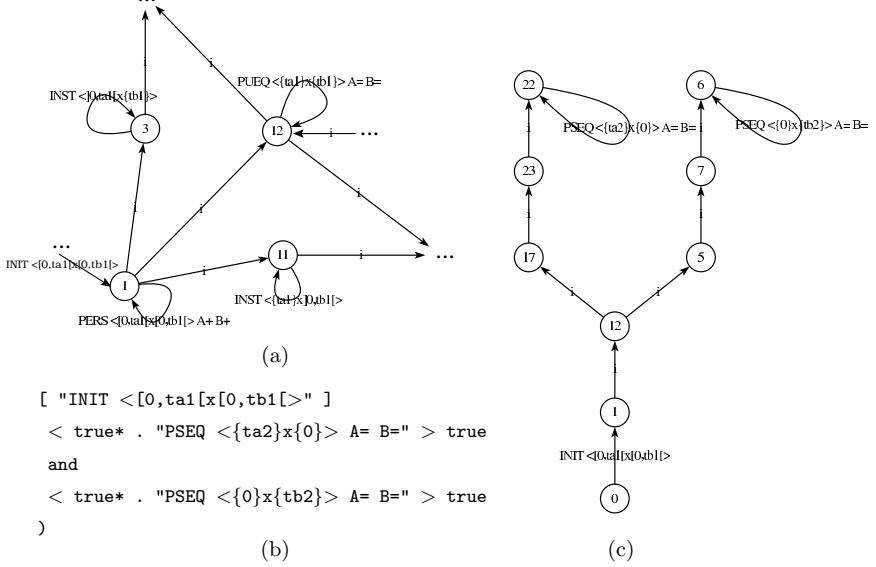 ...
i
i
INST <]0,ta1[x{tb1}>
3
PUEQ <{ta1}x{tb1}> A= B=
12
i
...
i
i
i
...
INIT <[0,ta1[x[0,tb1[>
1
i
11
i
...
INST <{ta1}x]0,tb1[>
PERS <[0,ta1[x[0,tb1[> A+ B+
(a)
[ "INIT <[0,ta1[x[0,tb1[>" ]
< true* . "PSEQ <{ta2}x{0}> A= B=" > true
and
< true* . "PSEQ <{0}x{tb2}> A= B=" > true
)
(b)
22
PSEQ <{ta2}x{0}> A= B=
i
23
i
17
6
PSEQ <{0}x{tb2}> A= B=
i
7
i
5
i
i
12
i
1
INIT <[0,ta1[x[0,tb1[>
0
(c)